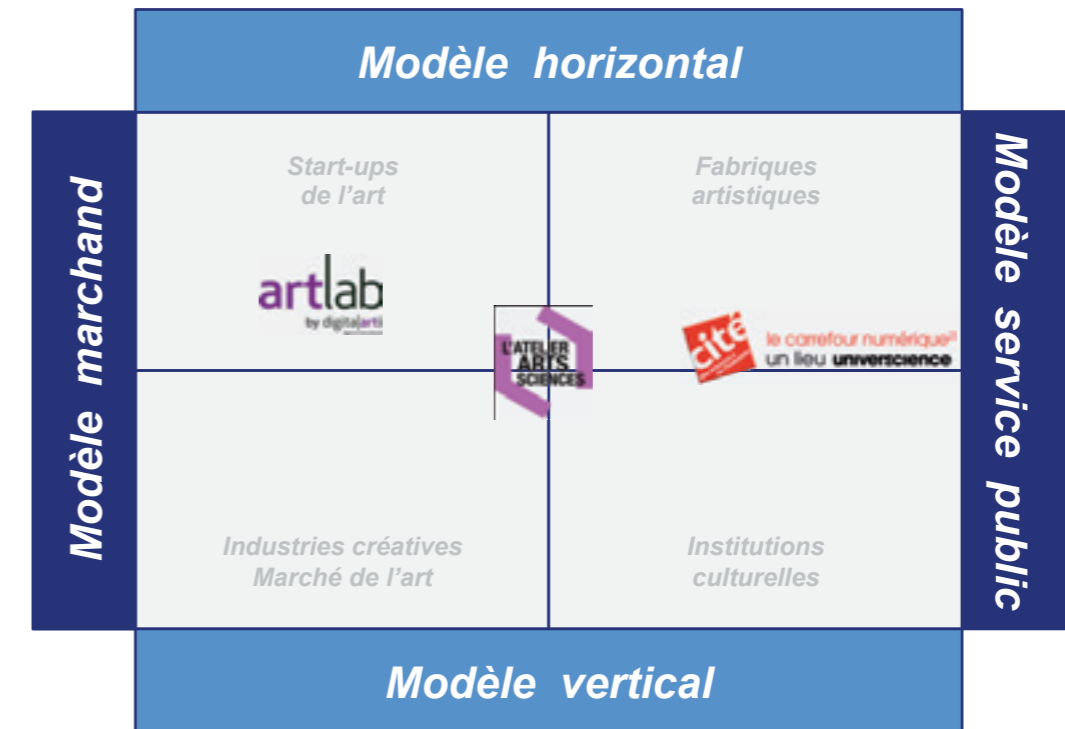 Modèle horizontal
Modèle marchand
Start-ups
de l'art
Fabriques
artistiques
Modèle service public
artlab
by digitalarti
L'ATELIER
ARTS
SCIENCES
cité
le carrefour numérique²
un lieu universcience
Industries créatives
Marché de l'art
Institutions
culturelles
Modèle vertical